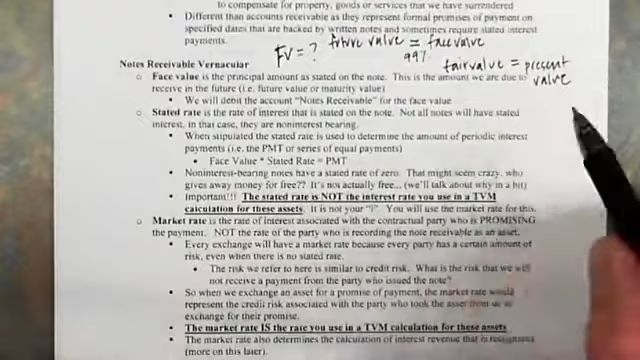 to compensate for property, goods or services that we have surrendered
• Different than accounts receivable as they represent formal promises of payment on
specified dates that are backed by written notes and sometimes require stated interest
payments.
FV = ? future value = face value
99%
fair value = present value
Notes Receivable Vernacular
o Face value is the principal amount as stated on the note. This is the amount we are due to
receive in the future (i.e. future value or maturity value)
• We will debit the account "Notes Receivable" for the face value
o Stated rate is the rate of interest that is stated on the note. Not all notes will have stated
interest, in that case, they are noninterest bearing.
• When stipulated the stated rate is used to determine the amount of periodic interest
payments (i.e. the PMT or series of equal payments)
• Face Value * Stated Rate = PMT
• Noninterest-bearing notes have a stated rate of zero. That might seem crazy, who
gives away money for free?? It's not actually free... (we'll talk about why in a bit)
• Important!!! The stated rate is NOT the interest rate you use in a TVM
calculation for these assets. It is not your "i". You will use the market rate for this.
o Market rate is the rate of interest associated with the contractual party who is PROMISING
the payment. NOT the rate of the party who is recording the note receivable as an asset.
• Every exchange will have a market rate because every party has a certain amount of
risk, even when there is no stated rate.
• The risk we refer to here is similar to credit risk. What is the risk that we will
not receive a payment from the party who issued the note?
• So when we exchange an asset for a promise of payment, the market rate would
represent the credit risk associated with the party who took the asset from us in
exchange for their promise.
• The market rate IS the rate you use in a TVM calculation for these assets
• The market rate also determines the calculation of interest revenue that is recognized
(more on this later).